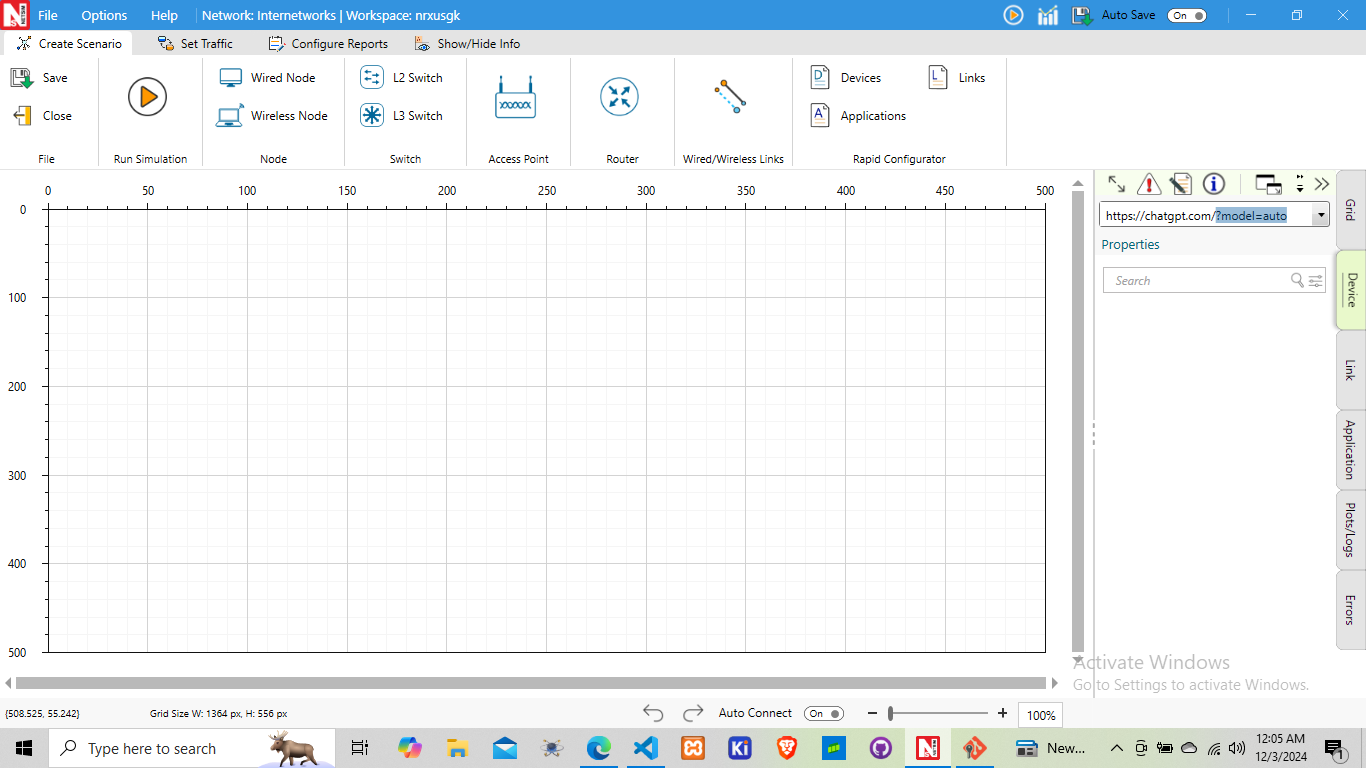 File Options Help Network: Internetworks | Workspace: nrxusgk Auto Save On
Create Scenario Set Traffic Configure Reports Show/Hide Info
Save Wired Node L2 Switch Devices Links
Close Wireless Node L3 Switch Applications
File Run Simulation Node Switch Access Point Router Wired/Wireless Links Rapid Configurator
0 50 100 150 200 250 300 350 400 450 500
0
100
200
300
400
500
https://chatgpt.com/?model=auto
Properties
Search
Grid
Device
Link
Application
Plots/Logs
Errors
Activate Windows
Go to Settings to activate Windows.
{508.525, 55.242} Grid Size W: 1364 px, H: 556 px Auto Connect On 100%
Type here to search Ki New... 12:05 AM
12/3/2024 1